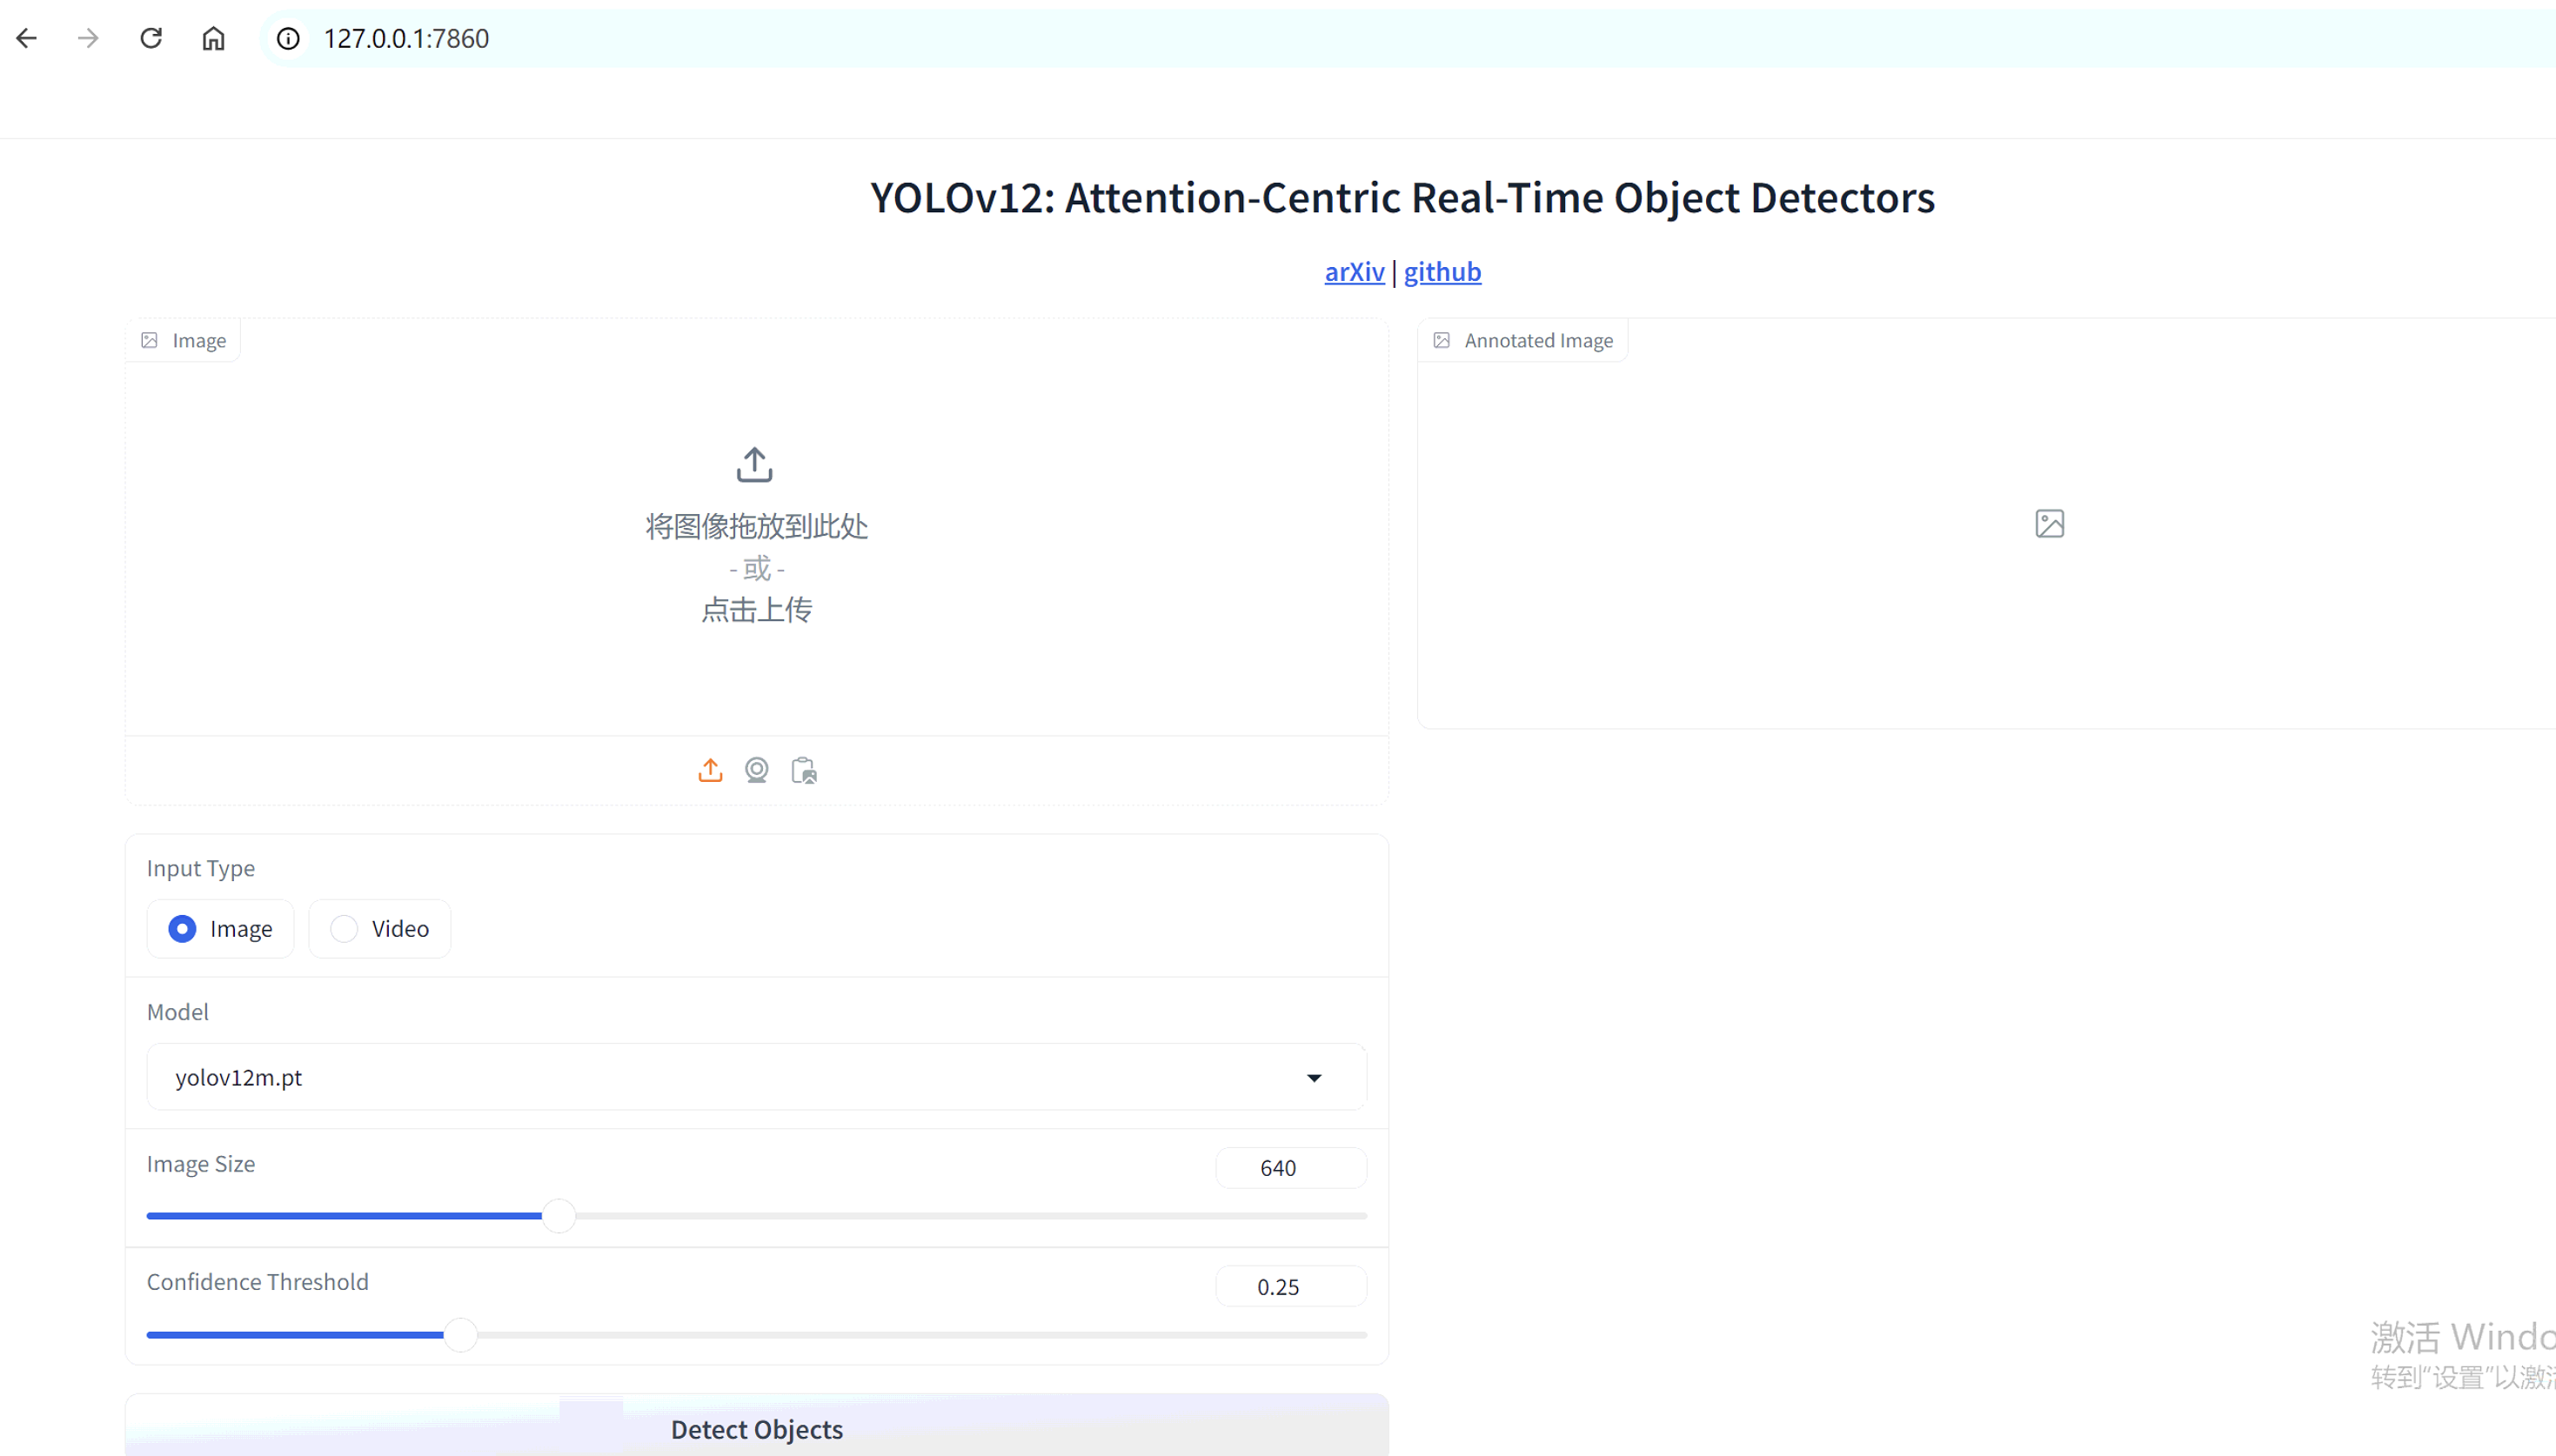 127.0.0.1:7860
YOLOv12: Attention-Centric Real-Time Object Detectors
arXiv | github
Image
Annotated Image
将图像拖放到此处
- 或 -
点击上传
Input Type
Image
Video
Model
yolov12m.pt
Image Size
640
Confidence Threshold
0.25
Detect Objects
激活 Windo
转到“设置”以激